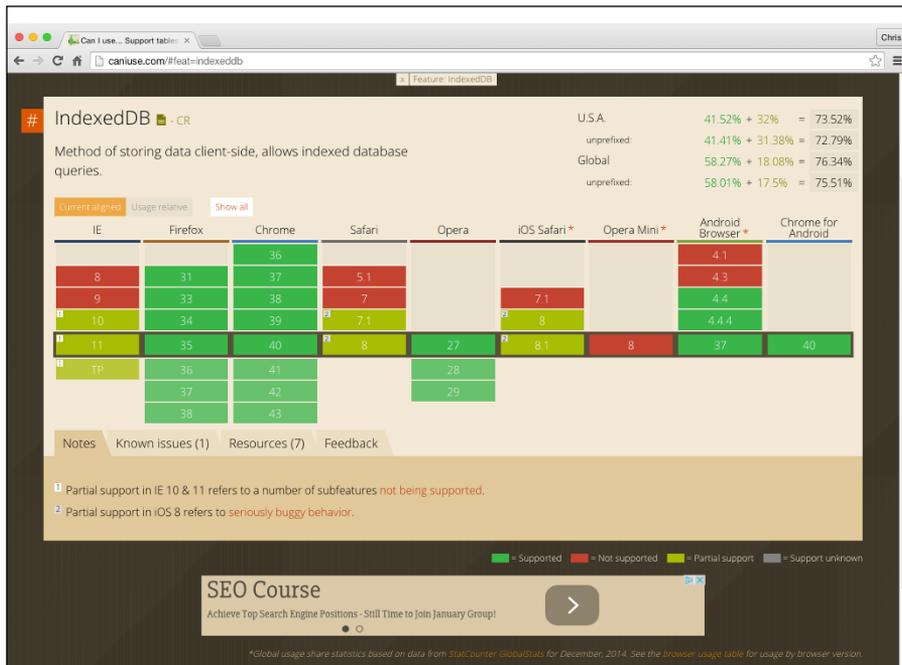 Can I use... Support tables
Chris
caniuse.com/#feat=indexeddb
x Feature: IndexedDB
# IndexedDB - CR
Method of storing data client-side, allows indexed database
queries.
U.S.A. 41.52% + 32% = 73.52%
unprefixed: 41.41% + 31.38% = 72.79%
Global 58.27% + 18.08% = 76.34%
unprefixed: 58.01% + 17.5% = 75.51%
Current aligned Usage relative Show all
IE Firefox Chrome Safari Opera iOS Safari * Opera Mini * Android Browser * Chrome for Android
36 4.1
8 31 37 5.1 4.3
9 33 38 7 7.1 4.4
1 10 34 39 2 7.1 2 8 4.4.4
1 11 35 40 2 8 27 2 8.1 8 37 40
1 TP 36 41 28
37 42 29
38 43
Notes Known issues (1) Resources (7) Feedback
1 Partial support in IE 10 & 11 refers to a number of subfeatures not being supported.
2 Partial support in iOS 8 refers to seriously buggy behavior.
= Supported = Not supported = Partial support = Support unknown
SEO Course
Achieve Top Search Engine Positions - Still Time to Join January Group!
*Global usage share statistics based on data from StatCounter GlobalStats for December, 2014. See the browser usage table for usage by browser version.